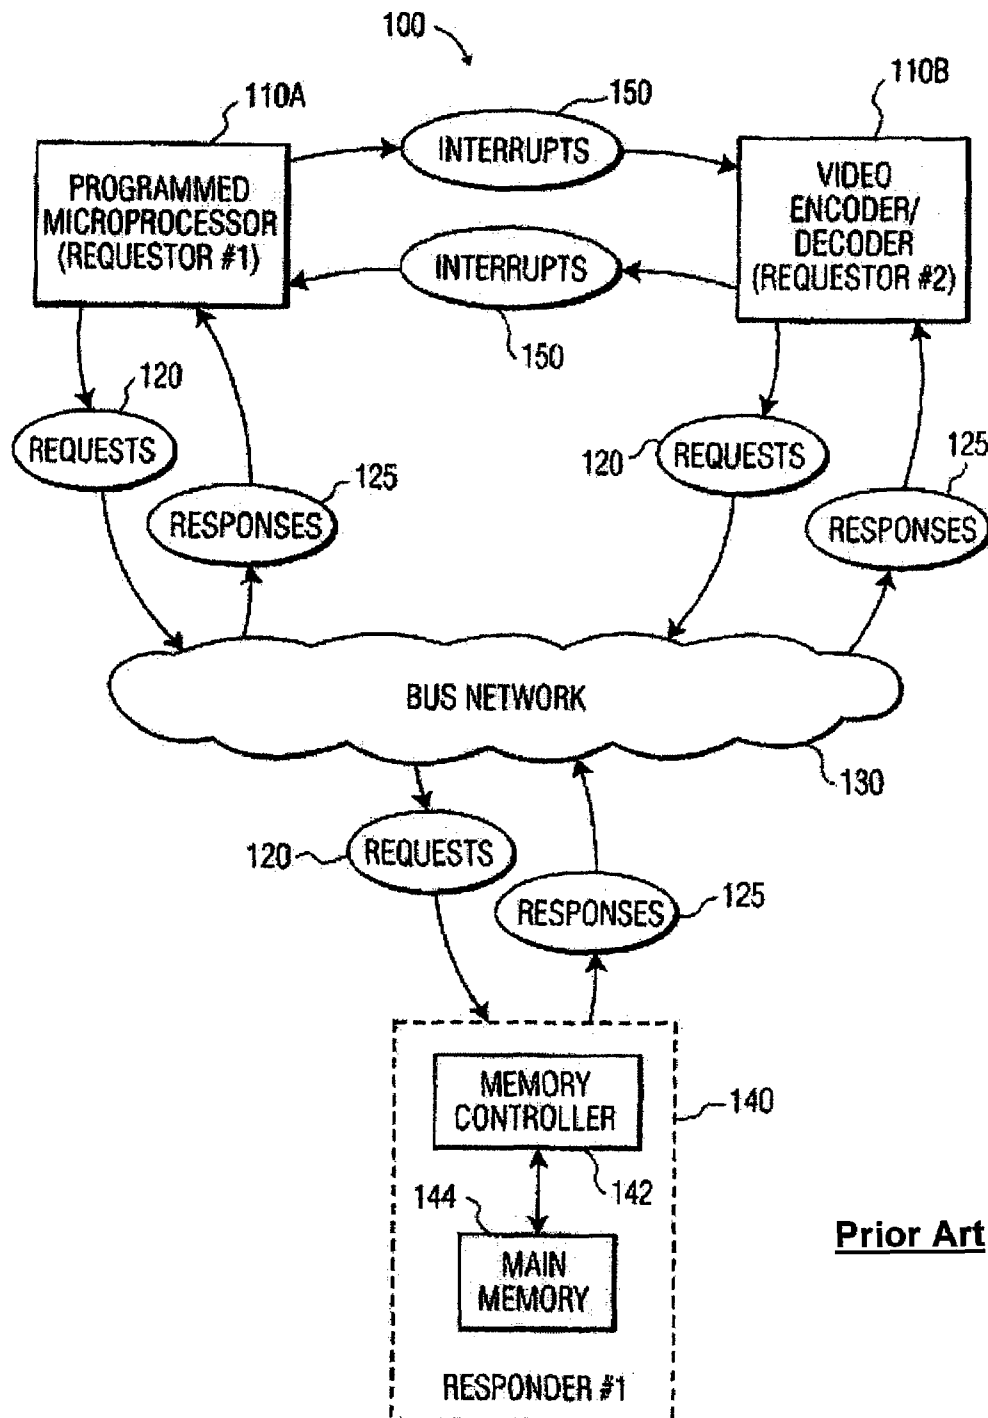 100
110A
150
110B
PROGRAMMED
MICROPROCESSOR
(REQUESTOR #1)
INTERRUPTS
VIDEO
ENCODER/
DECODER
(REQUESTOR #2)
INTERRUPTS
150
120
REQUESTS
125
RESPONSES
120
REQUESTS
125
RESPONSES
BUS NETWORK
130
120
REQUESTS
RESPONSES
125
MEMORY
CONTROLLER
140
142
144
MAIN
MEMORY
RESPONDER #1
Prior Art